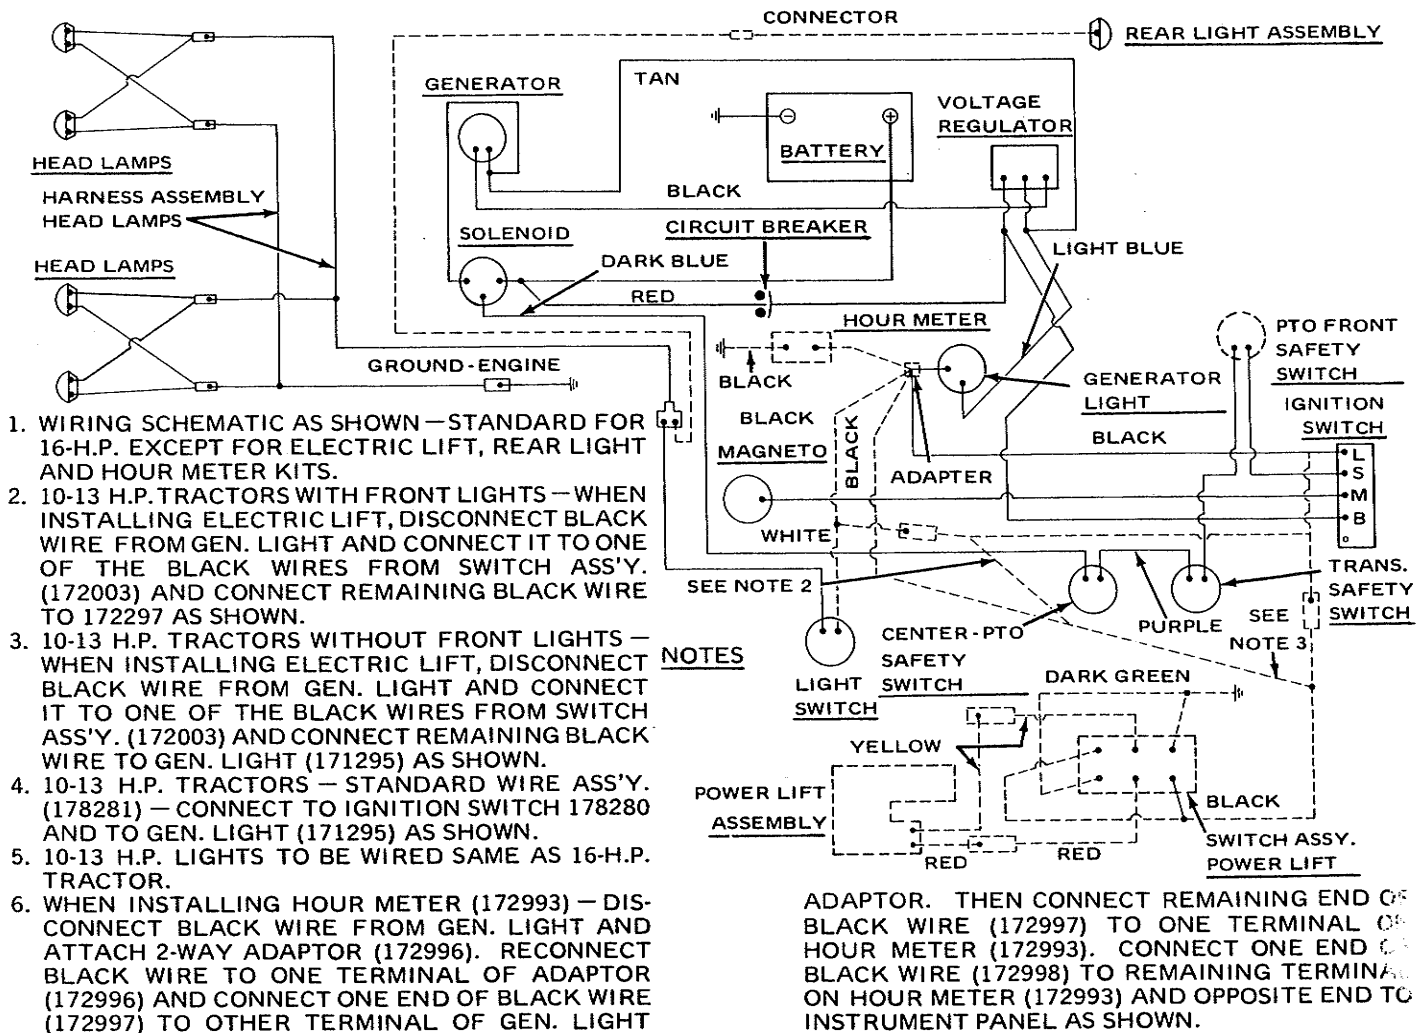 CONNECTOR
REAR LIGHT ASSEMBLY
GENERATOR
TAN
BATTERY
VOLTAGE
REGULATOR
HEAD LAMPS
HARNESS ASSEMBLY
HEAD LAMPS
BLACK
SOLENOID
CIRCUIT BREAKER
DARK BLUE
LIGHT BLUE
HEAD LAMPS
RED
HOUR METER
PTO FRONT
SAFETY
SWITCH
GROUND-ENGINE
BLACK
GENERATOR
LIGHT
IGNITION
SWITCH
BLACK
MAGNETO
BLACK
ADAPTER
BLACK
L
S
M
B
WHITE
SEE NOTE 2
TRANS.
SAFETY
SWITCH
CENTER-PTO
SAFETY
SWITCH
PURPLE
SEE
NOTE 3
LIGHT
SWITCH
DARK GREEN
YELLOW
POWER LIFT
ASSEMBLY
BLACK
SWITCH ASSY.
POWER LIFT
RED
RED
NOTES
1. WIRING SCHEMATIC AS SHOWN — STANDARD FOR
16-H.P. EXCEPT FOR ELECTRIC LIFT, REAR LIGHT
AND HOUR METER KITS.
2. 10-13 H.P. TRACTORS WITH FRONT LIGHTS — WHEN
INSTALLING ELECTRIC LIFT, DISCONNECT BLACK
WIRE FROM GEN. LIGHT AND CONNECT IT TO ONE
OF THE BLACK WIRES FROM SWITCH ASS'Y.
(172003) AND CONNECT REMAINING BLACK WIRE
TO 172297 AS SHOWN.
3. 10-13 H.P. TRACTORS WITHOUT FRONT LIGHTS —
WHEN INSTALLING ELECTRIC LIFT, DISCONNECT
BLACK WIRE FROM GEN. LIGHT AND CONNECT
IT TO ONE OF THE BLACK WIRES FROM SWITCH
ASS'Y. (172003) AND CONNECT REMAINING BLACK
WIRE TO GEN. LIGHT (171295) AS SHOWN.
4. 10-13 H.P. TRACTORS — STANDARD WIRE ASS'Y.
(178281) — CONNECT TO IGNITION SWITCH 178280
AND TO GEN. LIGHT (171295) AS SHOWN.
5. 10-13 H.P. LIGHTS TO BE WIRED SAME AS 16-H.P.
TRACTOR.
6. WHEN INSTALLING HOUR METER (172993) — DIS-
CONNECT BLACK WIRE FROM GEN. LIGHT AND
ATTACH 2-WAY ADAPTOR (172996). RECONNECT
BLACK WIRE TO ONE TERMINAL OF ADAPTOR
(172996) AND CONNECT ONE END OF BLACK WIRE
(172997) TO OTHER TERMINAL OF GEN. LIGHT
ADAPTOR. THEN CONNECT REMAINING END OF
BLACK WIRE (172997) TO ONE TERMINAL OF
HOUR METER (172993). CONNECT ONE END OF
BLACK WIRE (172998) TO REMAINING TERMINAL
ON HOUR METER (172993) AND OPPOSITE END TO
INSTRUMENT PANEL AS SHOWN.